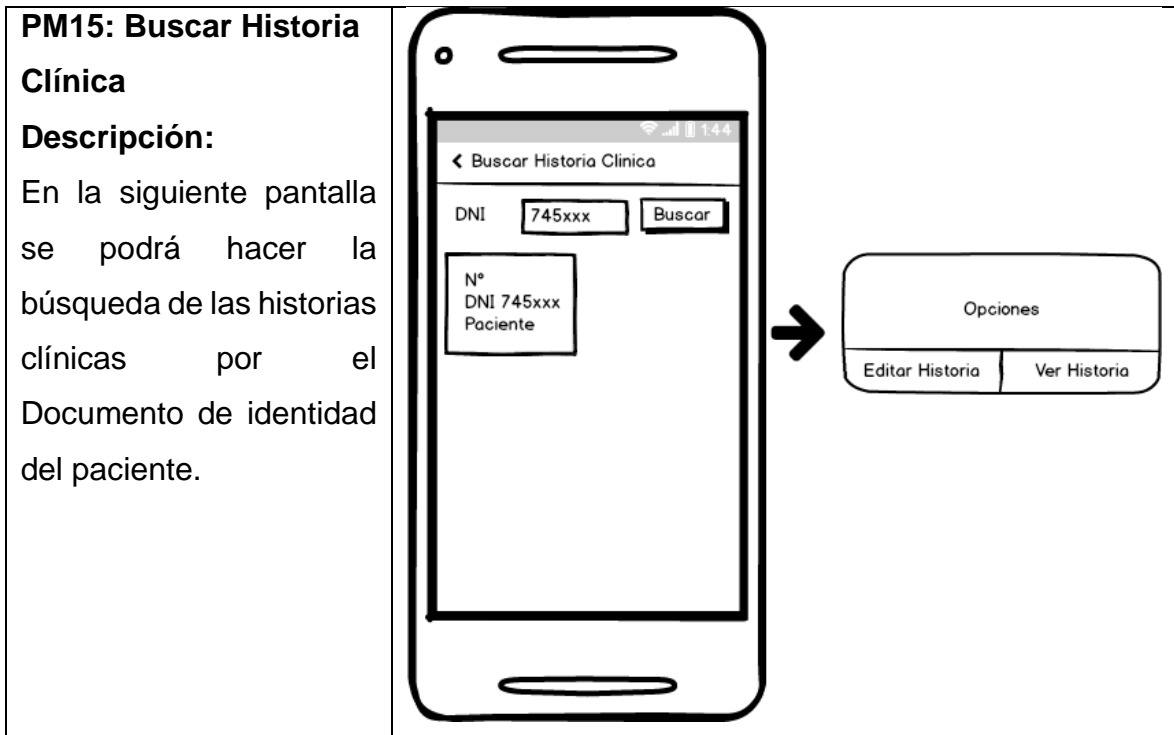 PM15: Buscar Historia
Clínica
Descripción:
En la siguiente pantalla
se podrá hacer la
búsqueda de las historias
clínicas por el
Documento de identidad
del paciente.
1:44
Buscar Historia Clinica
DNI 745xxx Buscar
N°
DNI 745xxx
Paciente
Opciones
Editar Historia Ver Historia